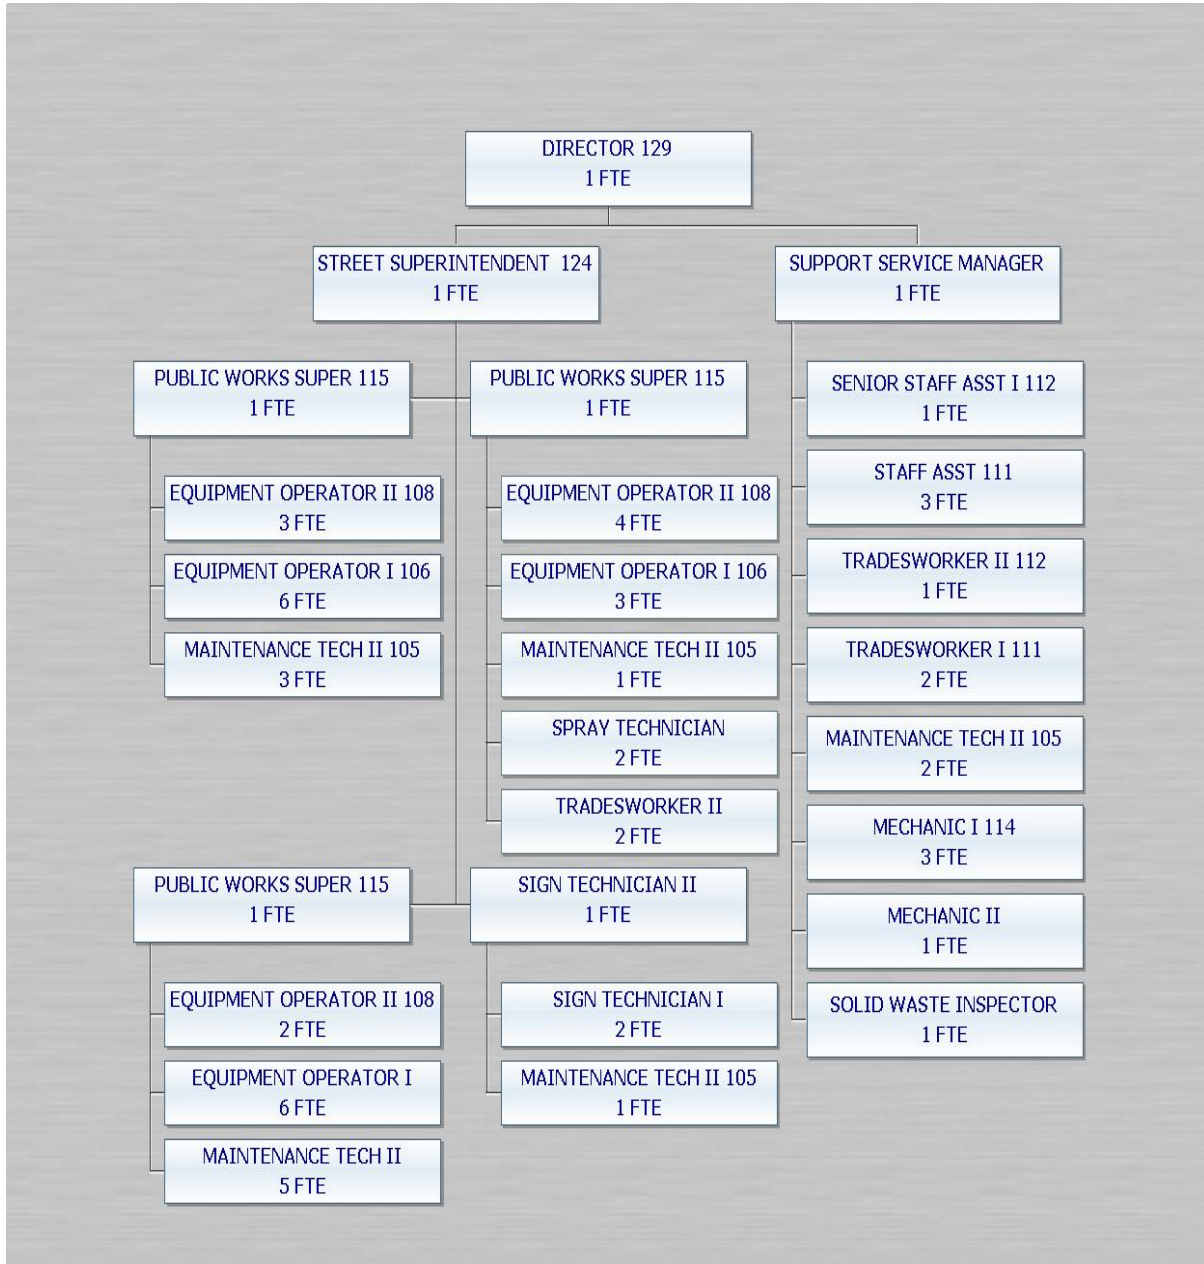 DIRECTOR 129
1 FTE
STREET SUPERINTENDENT 124
1 FTE
SUPPORT SERVICE MANAGER
1 FTE
PUBLIC WORKS SUPER 115
1 FTE
EQUIPMENT OPERATOR II 108
3 FTE
EQUIPMENT OPERATOR I 106
6 FTE
MAINTENANCE TECH II 105
3 FTE
PUBLIC WORKS SUPER 115
1 FTE
EQUIPMENT OPERATOR II 108
4 FTE
EQUIPMENT OPERATOR I 106
3 FTE
MAINTENANCE TECH II 105
1 FTE
SPRAY TECHNICIAN
2 FTE
TRADESWORKER II
2 FTE
PUBLIC WORKS SUPER 115
1 FTE
EQUIPMENT OPERATOR II 108
2 FTE
EQUIPMENT OPERATOR I
6 FTE
MAINTENANCE TECH II
5 FTE
SIGN TECHNICIAN II
1 FTE
SIGN TECHNICIAN I
2 FTE
MAINTENANCE TECH II 105
1 FTE
SENIOR STAFF ASST I 112
1 FTE
STAFF ASST 111
3 FTE
TRADESWORKER II 112
1 FTE
TRADESWORKER I 111
2 FTE
MAINTENANCE TECH II 105
2 FTE
MECHANIC I 114
3 FTE
MECHANIC II
1 FTE
SOLID WASTE INSPECTOR
1 FTE